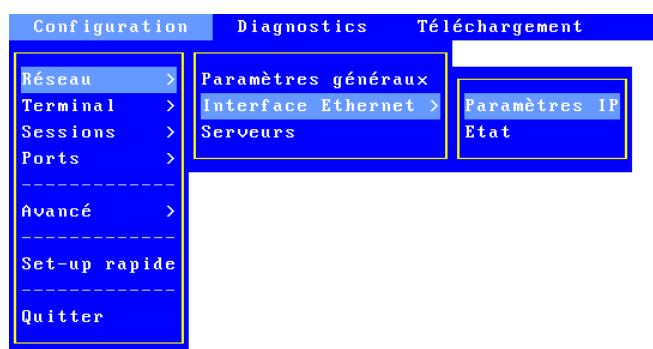 Configuration Diagnostics Téléchargement
Réseau >
Terminal >
Sessions >
Ports >
Avancé >
Set-up rapide
Quitter
Paramètres généraux
Interface Ethernet >
Serveurs
Paramètres IP
Etat